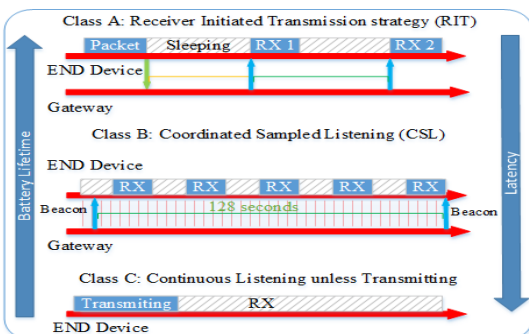 Class A: Receiver Initiated Transmission strategy (RIT)
Packet Sleeping RX 1 RX 2
END Device
Gateway
Class B: Coordinated Sampled Listening (CSL)
END Device
RX RX RX RX RX
Beacon 128 seconds Beacon
Gateway
Class C: Continuous Listening unless Transmitting
Transmiting RX
END Device
Battery Lifetime
Latency